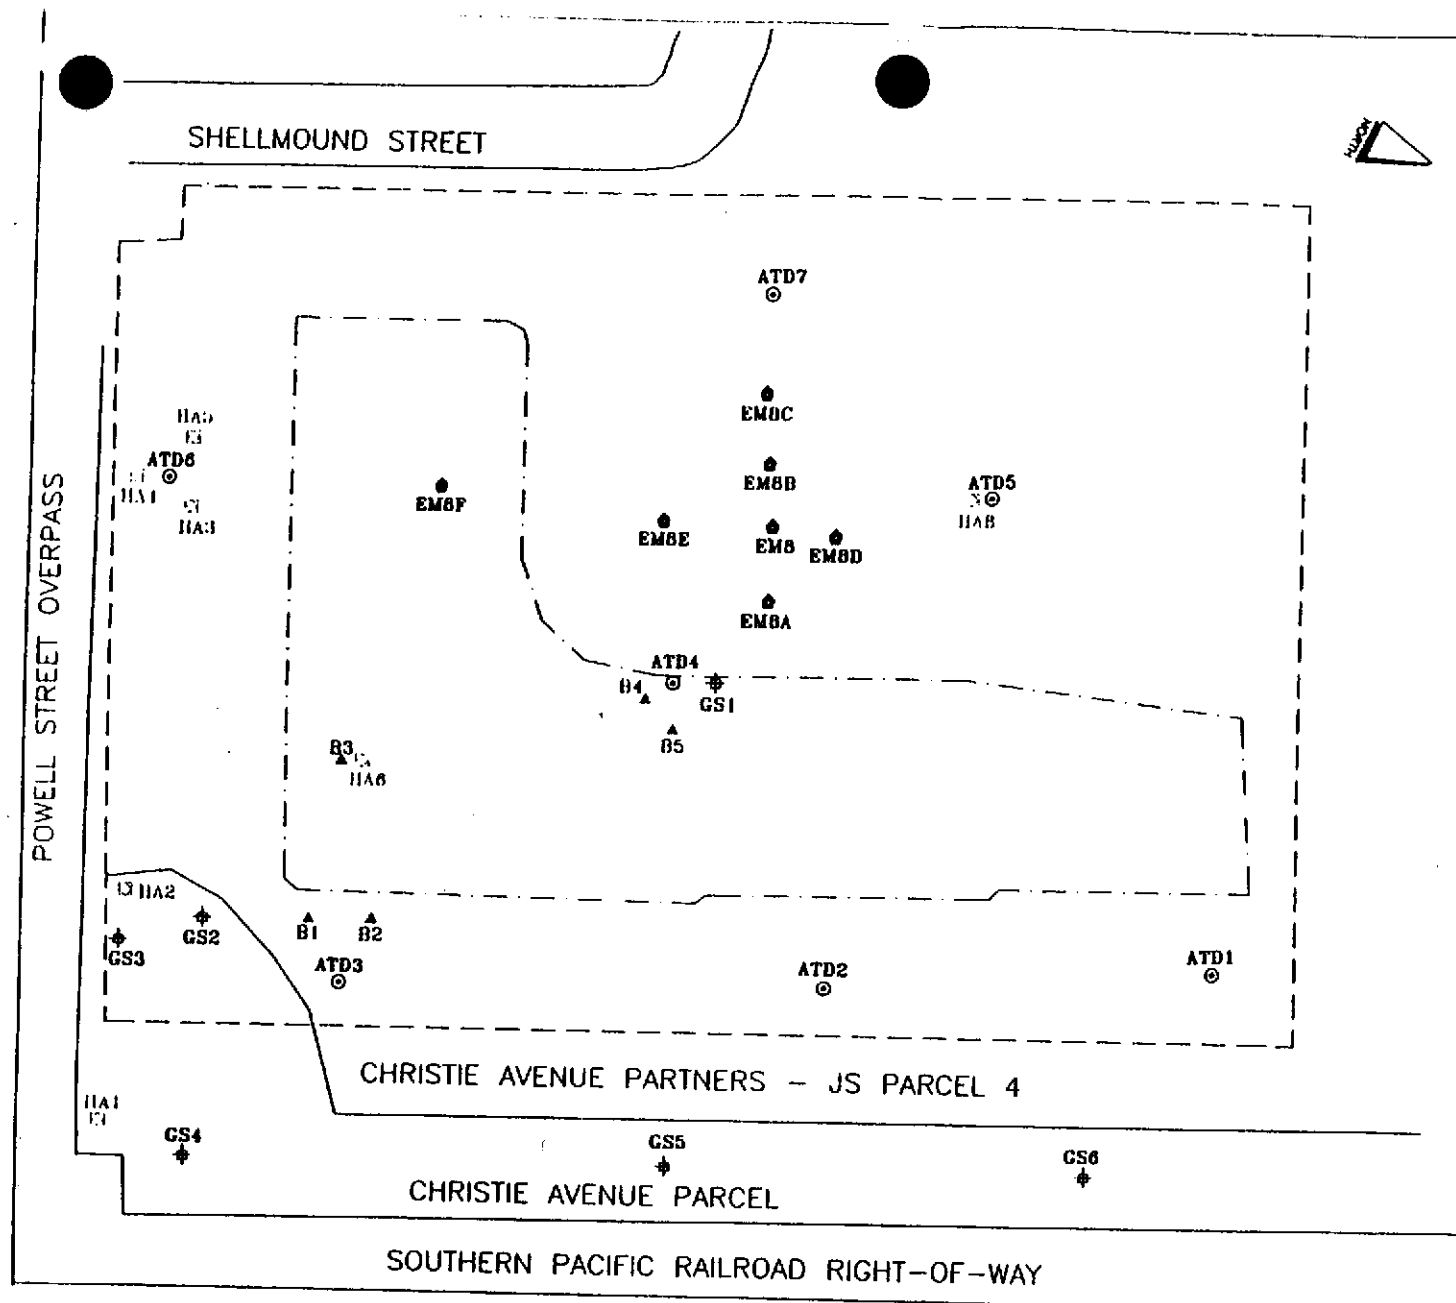 SHELLMOUND STREET
NORTH
ATD7
EM8C
HA5
ATD6
EM8B
ATD5
HA4
EM8F
HA8
HA3
EM8E
EM8
EM8D
POWELL STREET OVERPASS
EM8A
ATD4
B4
GS1
B5
B3
HA6
HA2
GS2
B1
B2
GS3
ATD3
ATD2
ATD1
CHRISTIE AVENUE PARTNERS - JS PARCEL 4
HA1
GS4
GS5
GS6
CHRISTIE AVENUE PARCEL
SOUTHERN PACIFIC RAILROAD RIGHT-OF-WAY